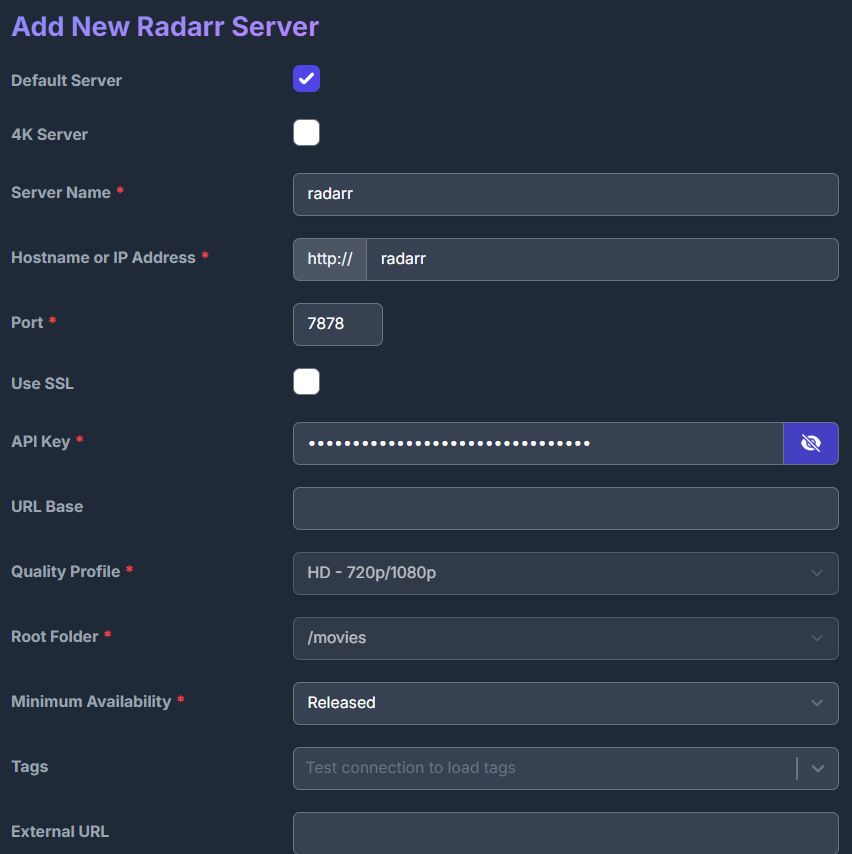 Add New Radarr Server
Default Server
4K Server
Server Name *
radarr
Hostname or IP Address *
http:// radarr
Port *
7878
Use SSL
API Key *
••••••••••••••••••••••••••••••••
URL Base
Quality Profile *
HD - 720p/1080p
Root Folder *
/movies
Minimum Availability *
Released
Tags
Test connection to load tags
External URL